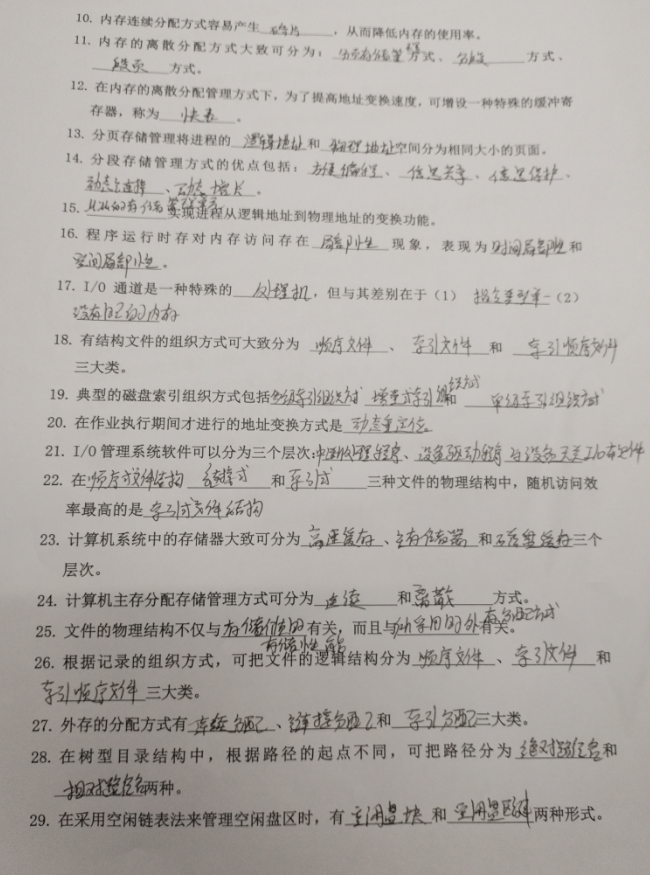 10. 内存连续分配方式容易产生 碎片 ，从而降低内存的使用率。
11. 内存的离散分配方式大致可分为：分页存储管理方式、分段 方式、
段页 方式。
12. 在内存的离散分配管理方式下，为了提高地址变换速度，可增设一种特殊的缓冲寄
存器，称为 快表 。
13. 分页存储管理将进程的 逻辑地址 和 物理地址 空间分为相同大小的页面。
14. 分段存储管理方式的优点包括：方便编程、信息共享、信息保护、
动态链接、动态增长。
15. 实现进程从逻辑地址到物理地址的变换功能。
16. 程序运行时存对内存访问存在 局部性 现象，表现为 时间局部性 和
空间局部性。
17. I/O 通道是一种特殊的 处理机，但与其差别在于（1） 指令类型单一（2）
没有自己的内存
18. 有结构文件的组织方式可大致分为 顺序文件 、 索引文件 和 索引顺序文件
三大类。
19. 典型的磁盘索引组织方式包括 多级索引组织方式 增量式索引组织方式 和 单级索引组织方式
20. 在作业执行期间才进行的地址变换方式是 动态重定位
21. I/O管理系统软件可以分为三个层次：中断处理程序、设备驱动程序 与设备无关I/O软件
22. 在 顺序式文件结构 链接式 和 索引式 三种文件的物理结构中，随机访问效
率最高的是 索引式文件结构
23. 计算机系统中的存储器大致可分为 高速缓存、主存储器 和 磁盘缓存 三个
层次。
24. 计算机主存分配存储管理方式可分为 连续 和 离散 方式。
25. 文件的物理结构不仅与 存储介质的存储性能 有关，而且与 所采用的外存分配方式 有关。
26. 根据记录的组织方式，可把文件的逻辑结构分为 顺序文件 、 索引文件 和
索引顺序文件 三大类。
27. 外存的分配方式有 连续分配 、链接分配 和 索引分配 三大类。
28. 在树型目录结构中，根据路径的起点不同，可把路径分为 绝对路径名 和
相对路径名 两种。
29. 在采用空闲链表法来管理空闲盘区时，有 空闲盘块 和 空闲盘区链 两种形式。